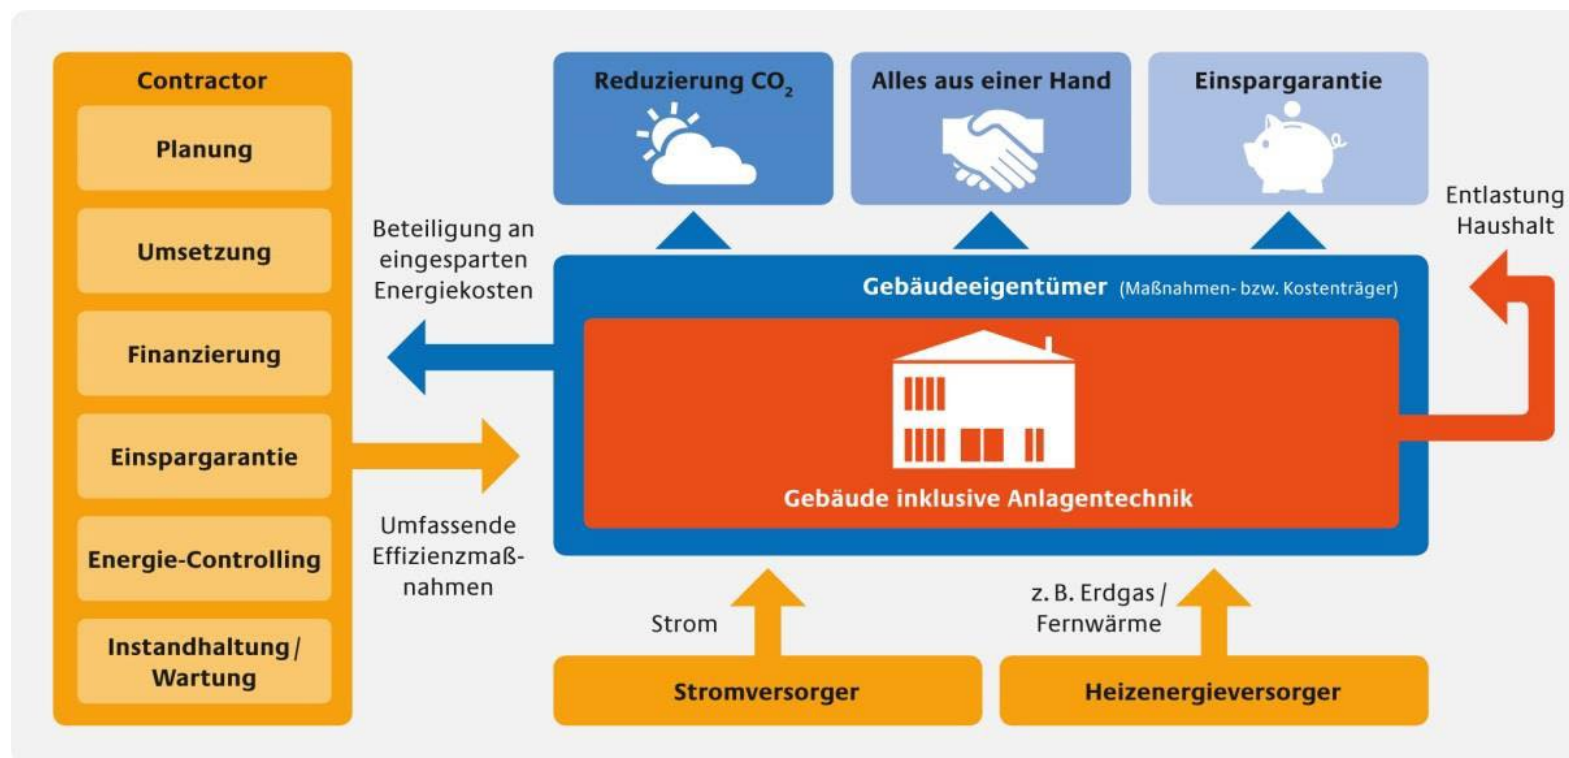 Contractor
Planung
Umsetzung
Finanzierung
Einspargarantie
Energie-Controlling
Instandhaltung/
Wartung
Beteiligung an
eingesparten
Energiekosten
Umfassende
Effizienzmaß-
nahmen
Reduzierung CO₂
Alles aus einer Hand
Einspargarantie
Entlastung
Haushalt
Gebäudeeigentümer (Maßnahmen- bzw. Kostenträger)
Gebäude inklusive Anlagentechnik
Strom
z. B. Erdgas /
Fernwärme
Stromversorger
Heizenergieversorger